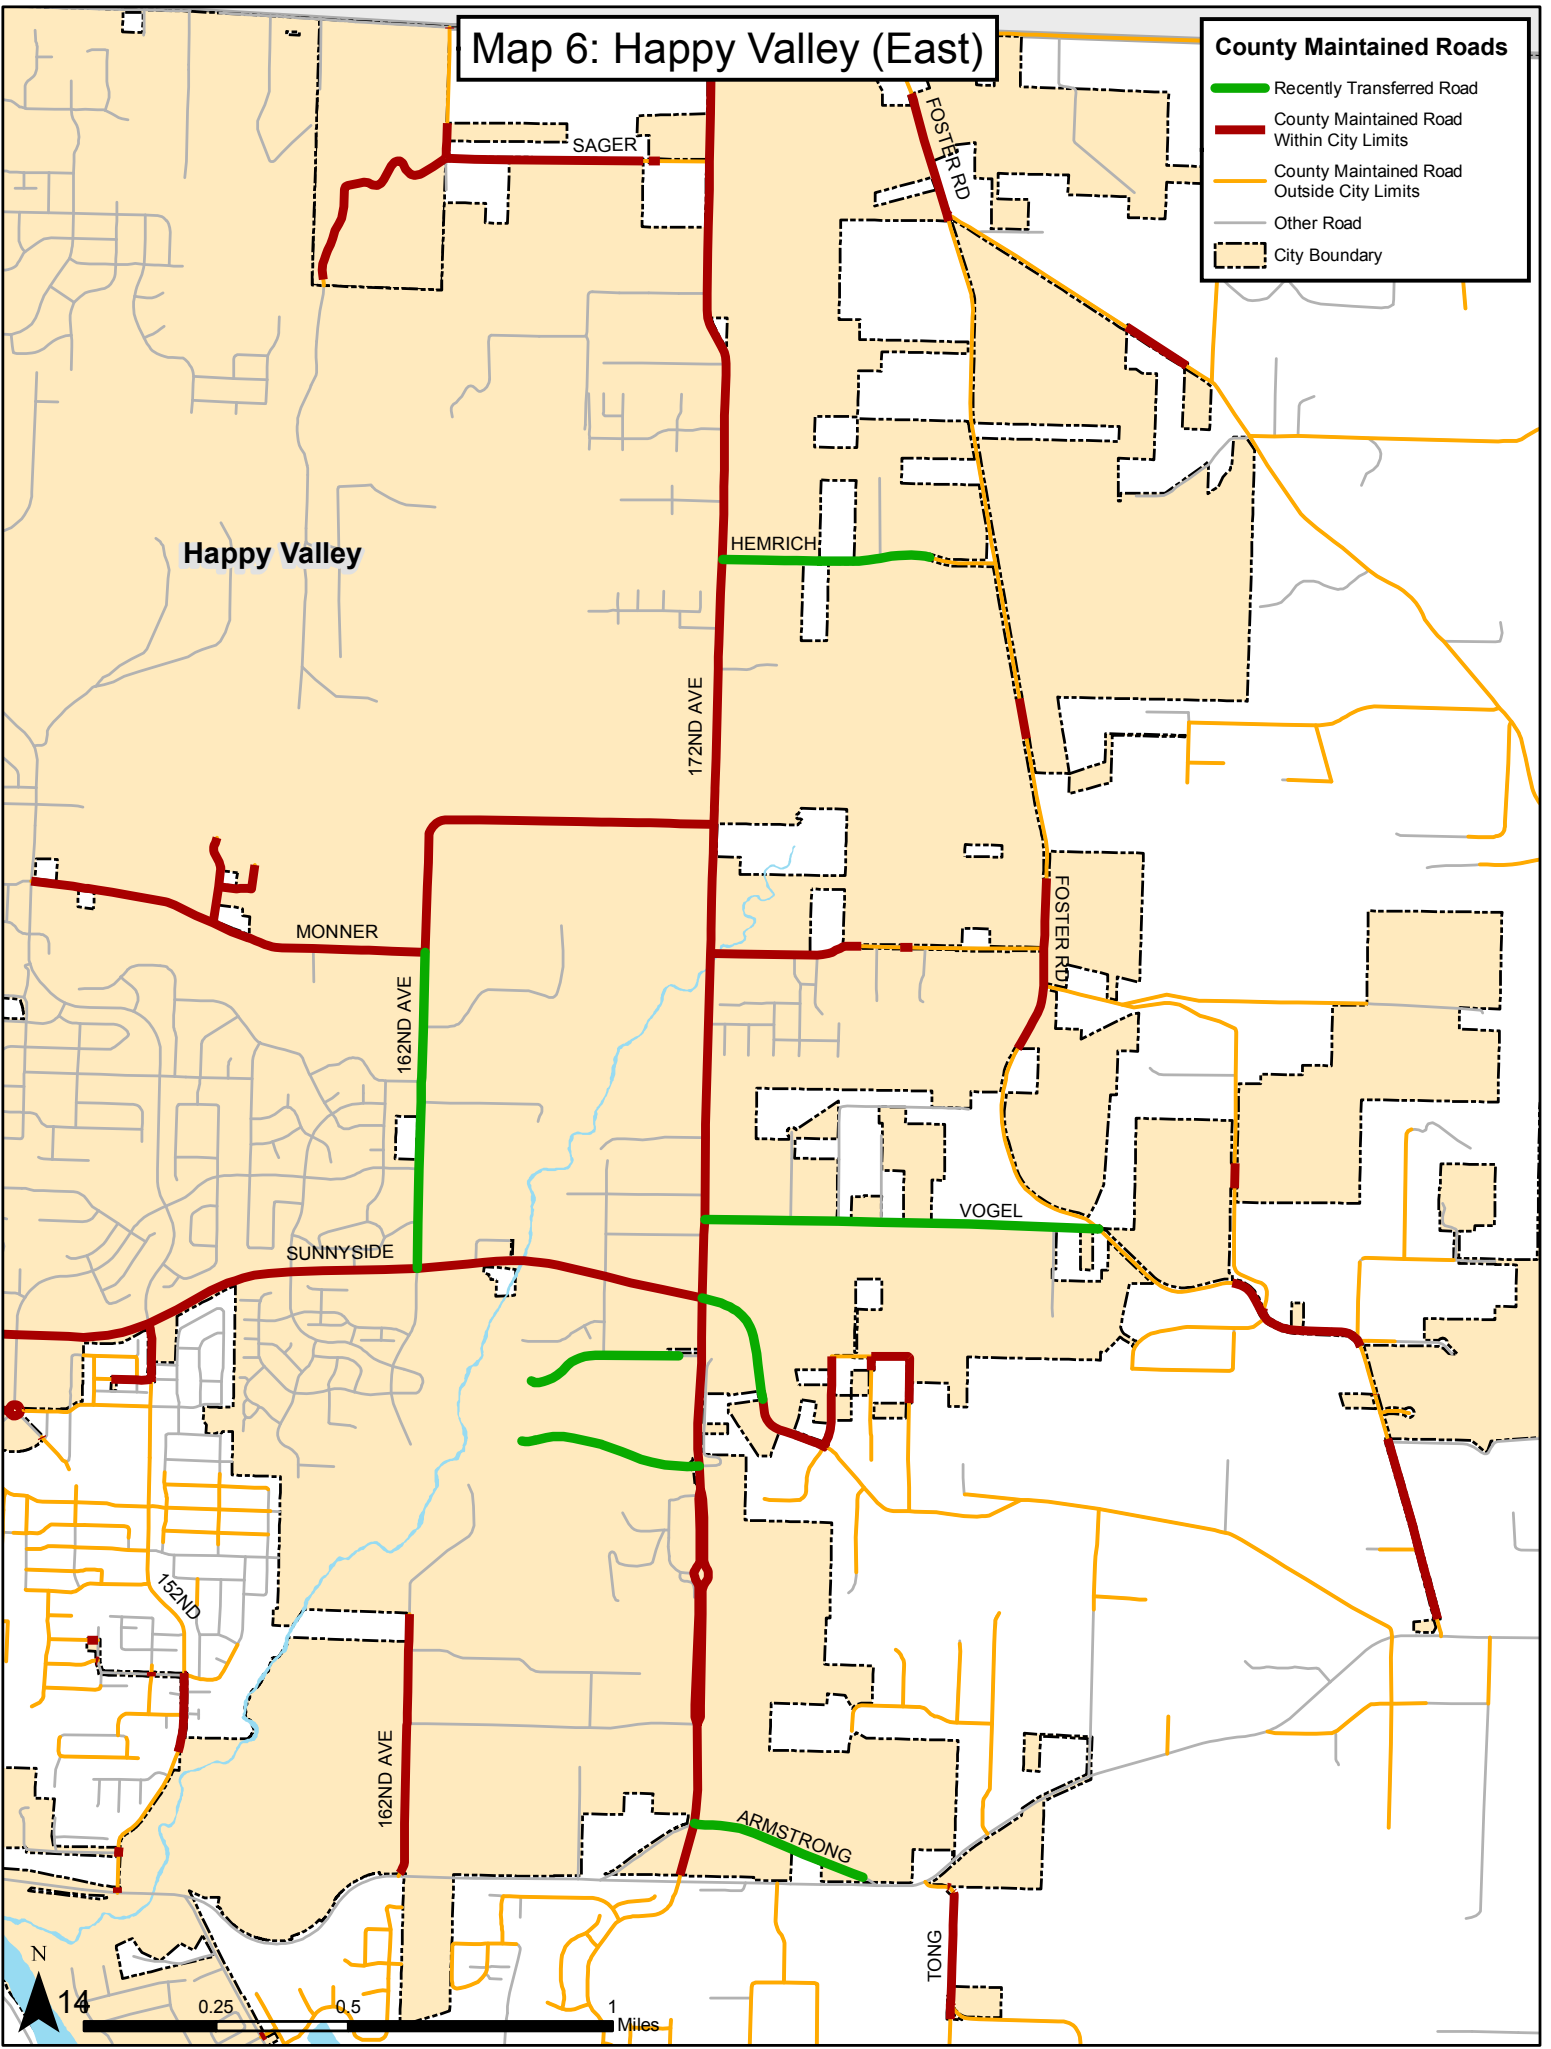 Map 6: Happy Valley (East)
County Maintained Roads
Recently Transferred Road
County Maintained Road
Within City Limits
County Maintained Road
Outside City Limits
Other Road
City Boundary
FOSTER RD
SAGER
HEMRICH
Happy Valley
172ND AVE
FOSTER RD
MONNER
162ND AVE
VOGEL
SUNNYSIDE
152ND
162ND AVE
ARMSTRONG
TONG
N
14
0.25
0.5
1
Miles